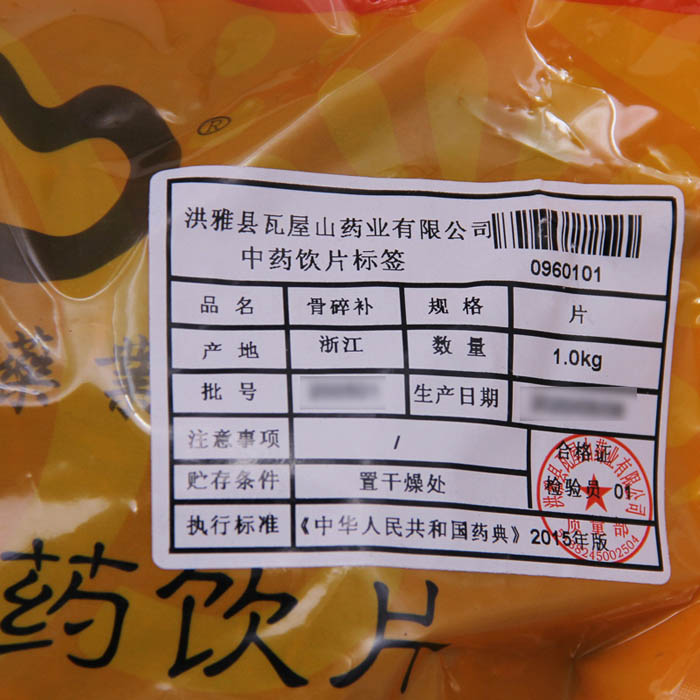 ®
洪雅县瓦屋山药业有限公司
中药饮片标签
0960101
品名 骨碎补 规格 片
产地 浙江 数量 1.0kg
批号 生产日期
注意事项 /
合格证
检验员 01
贮存条件 置干燥处
执行标准 《中华人民共和国药典》2015年版
质量部
药饮片